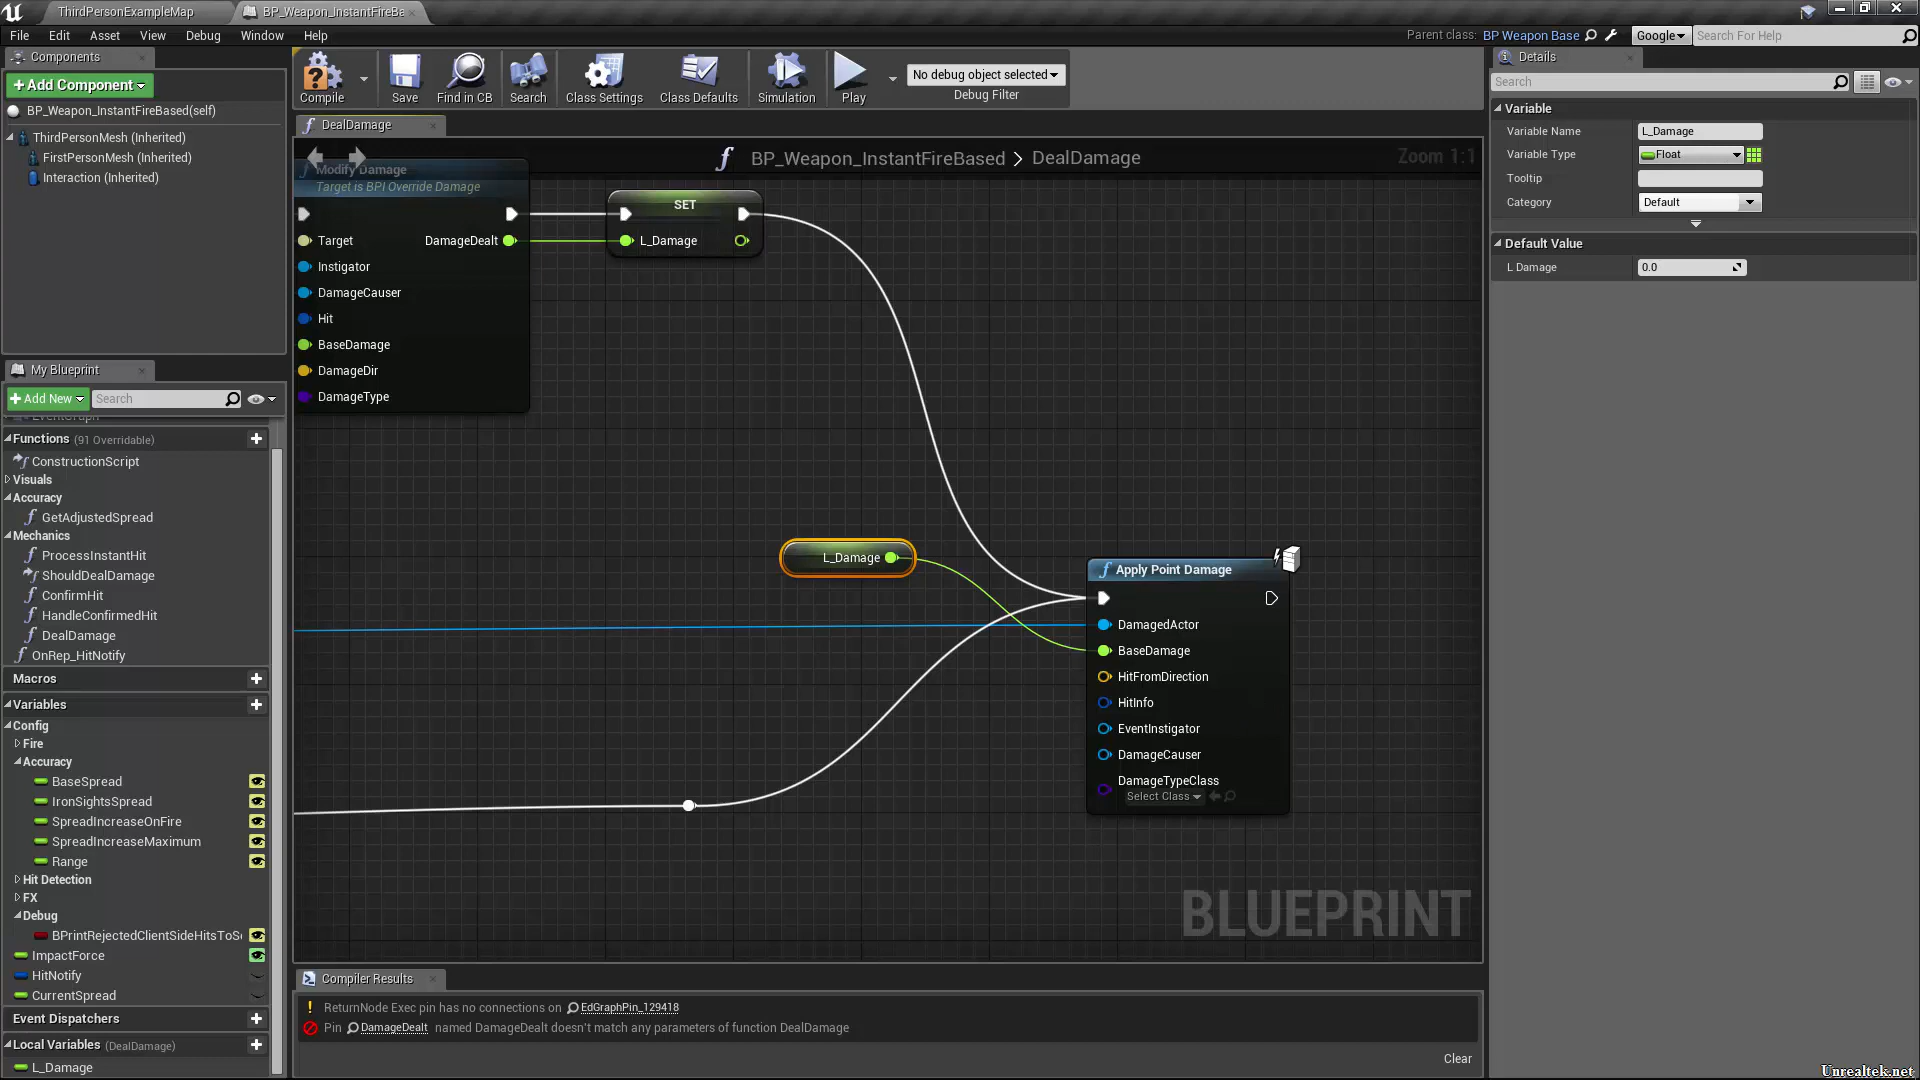 ThirdPersonExampleMap
BP_Weapon_InstantFireBa
File Edit Asset View Debug Window Help
Parent class: BP Weapon Base
Google
Search For Help
Components
+Add Component
BP_Weapon_InstantFireBased(self)
ThirdPersonMesh (Inherited)
FirstPersonMesh (Inherited)
Interaction (Inherited)
My Blueprint
+Add New
Search
EventGraph
Functions (91 Overridable)
ConstructionScript
Visuals
Accuracy
GetAdjustedSpread
Mechanics
ProcessInstantHit
ShouldDealDamage
ConfirmHit
HandleConfirmedHit
DealDamage
OnRep_HitNotify
Macros
Variables
Config
Fire
Accuracy
BaseSpread
IronSightsSpread
SpreadIncreaseOnFire
SpreadIncreaseMaximum
Range
Hit Detection
FX
Debug
BPrintRejectedClientSideHitsToS
ImpactForce
HitNotify
CurrentSpread
Event Dispatchers
Local Variables (DealDamage)
L_Damage
Compile
Save
Find in CB
Search
Class Settings
Class Defaults
Simulation
Play
No debug object selected
Debug Filter
f DealDamage
f BP_Weapon_InstantFireBased > DealDamage
Zoom 1:1
f Modify Damage
Target is BPI Override Damage
Target
DamageDealt
Instigator
DamageCauser
Hit
BaseDamage
DamageDir
DamageType
SET
L_Damage
L_Damage
f Apply Point Damage
DamagedActor
BaseDamage
HitFromDirection
HitInfo
EventInstigator
DamageCauser
DamageTypeClass
Select Class
BLUEPRINT
Compiler Results
! ReturnNode Exec pin has no connections on EdGraphPin_129418
Pin DamageDealt named DamageDealt doesn't match any parameters of function DealDamage
Clear
Details
Search
Variable
Variable Name L_Damage
Variable Type Float
Tooltip
Category Default
Default Value
L Damage 0.0
Unrealtek.net